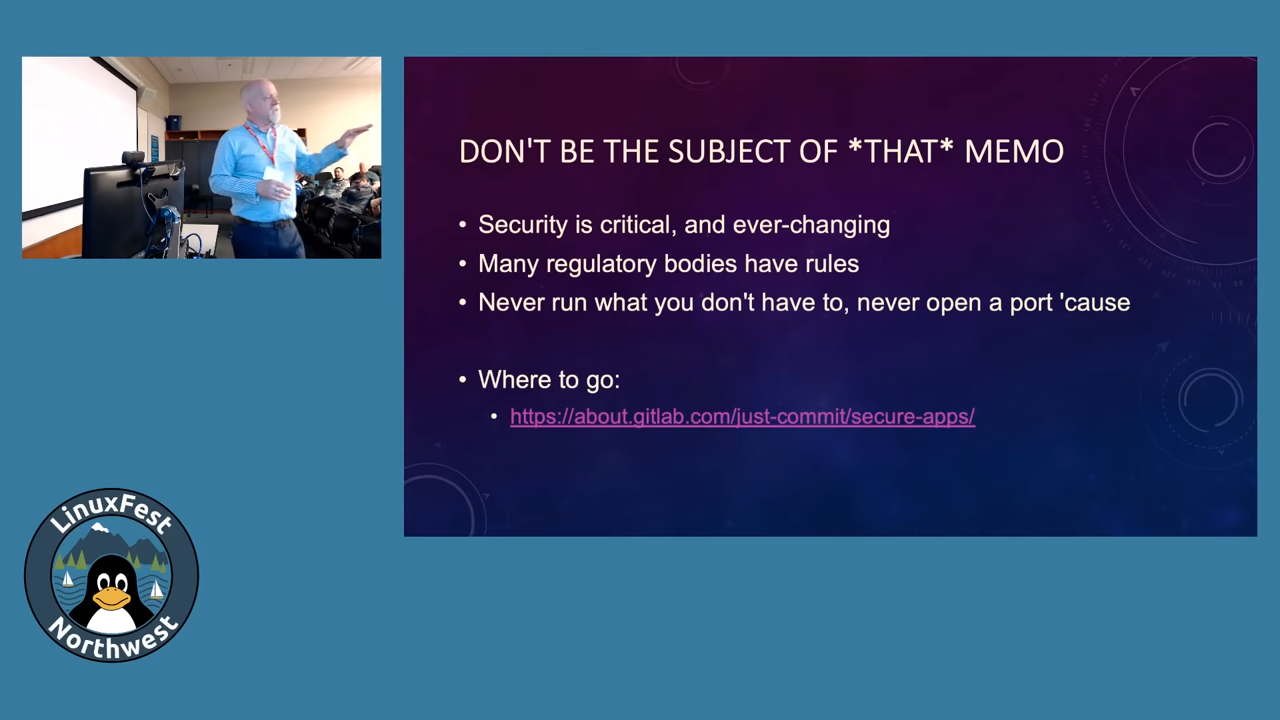 DON'T BE THE SUBJECT OF *THAT* MEMO
• Security is critical, and ever-changing
• Many regulatory bodies have rules
• Never run what you don't have to, never open a port 'cause
• Where to go:
• https://about.gitlab.com/just-commit/secure-apps/
LinuxFest
Northwest